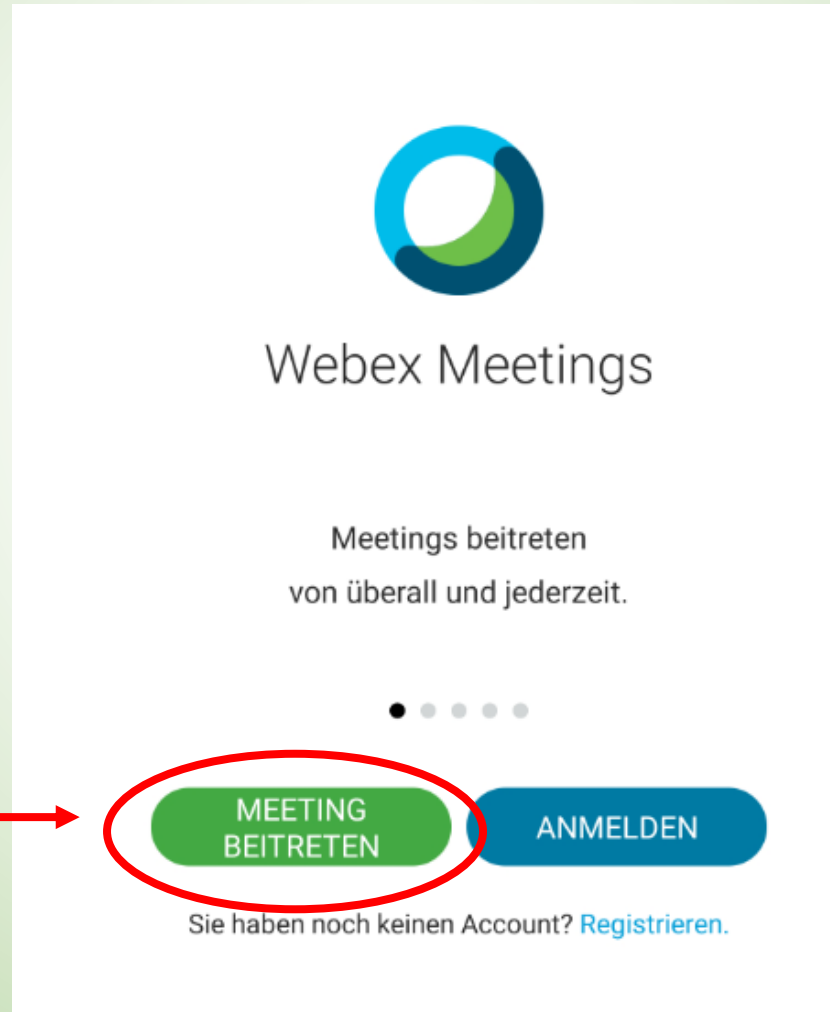 Webex Meetings
Meetings beitreten
von überall und jederzeit.
MEETING
BEITRETEN
ANMELDEN
Sie haben noch keinen Account? Registrieren.